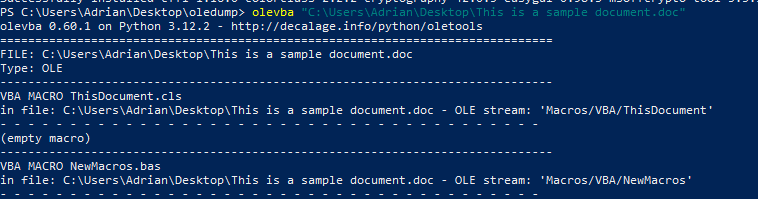 PS C:\Users\Adrian\Desktop\oledump> olevba "C:\Users\Adrian\Desktop\This is a sample document.doc"
olevba 0.60.1 on Python 3.12.2 - http://decalage.info/python/oletools
===============================================================================
FILE: C:\Users\Adrian\Desktop\This is a sample document.doc
Type: OLE
-------------------------------------------------------------------------------
VBA MACRO ThisDocument.cls
in file: C:\Users\Adrian\Desktop\This is a sample document.doc - OLE stream: 'Macros/VBA/ThisDocument'
- - - - - - - - - - - - - - - - - - - - - - - - - - - - - - - - - - - - - - -
(empty macro)
-------------------------------------------------------------------------------
VBA MACRO NewMacros.bas
in file: C:\Users\Adrian\Desktop\This is a sample document.doc - OLE stream: 'Macros/VBA/NewMacros'
- - - - - - - - - - - - - - - - - - - - - - - - - - - - - - - - - - - - - - -